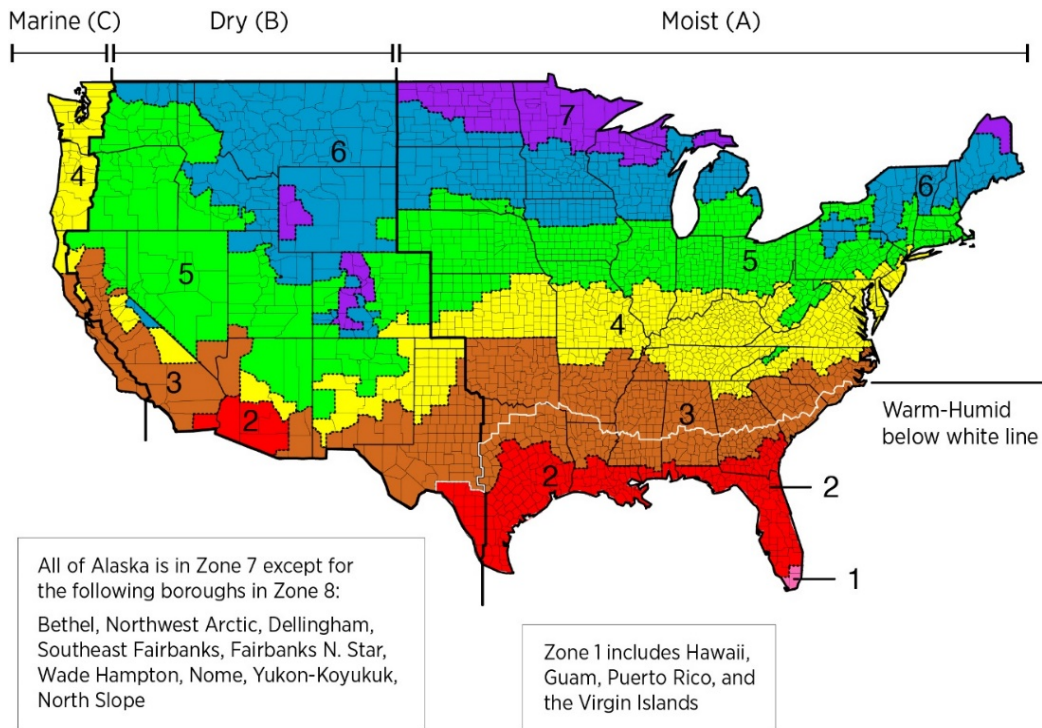 Marine (C)
Dry (B)
Moist (A)
7
6
4
6
5
5
4
3
3
2
Warm-Humid
below white line
2
2
1
All of Alaska is in Zone 7 except for
the following boroughs in Zone 8:
Bethel, Northwest Arctic, Dellingham,
Southeast Fairbanks, Fairbanks N. Star,
Wade Hampton, Nome, Yukon-Koyukuk,
North Slope
Zone 1 includes Hawaii,
Guam, Puerto Rico, and
the Virgin Islands